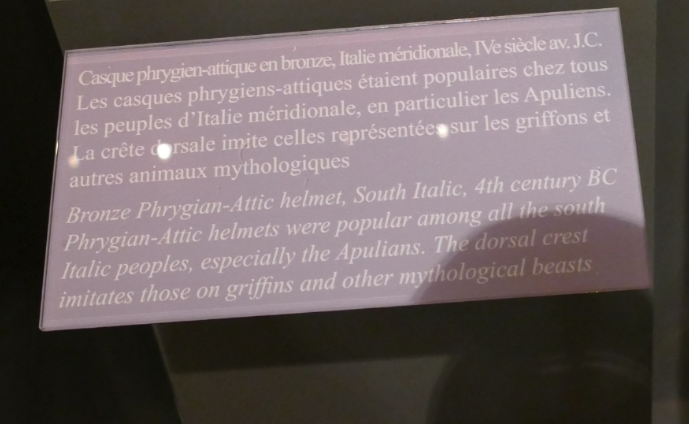 Casque phrygien-attique en bronze, Italie méridionale, IVe siècle av. J.C.
Les casques phrygiens-attiques étaient populaires chez tous
les peuples d'Italie méridionale, en particulier les Apuliens.
La crête dorsale imite celles représentées sur les griffons et
autres animaux mythologiques
Bronze Phrygian-Attic helmet, South Italic, 4th century BC
Phrygian-Attic helmets were popular among all the south
Italic peoples, especially the Apulians. The dorsal crest
imitates those on griffins and other mythological beasts